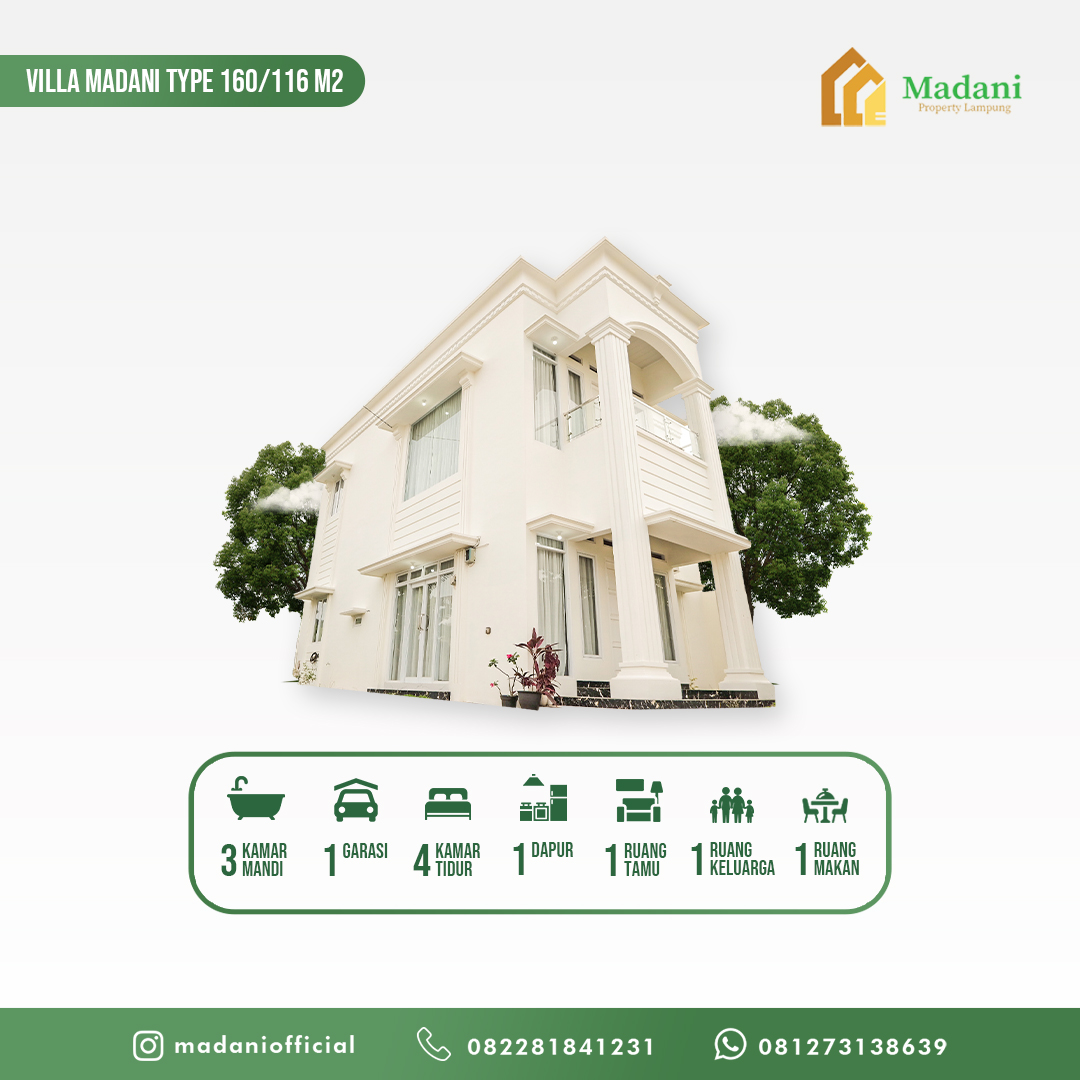 VILLA MADANI TYPE 160/116 M2
Madani
Property Lampung
3 KAMAR MANDI
1 GARASI
4 KAMAR TIDUR
1 DAPUR
1 RUANG TAMU
1 RUANG KELUARGA
1 RUANG MAKAN
madaniofficial
082281841231
081273138639